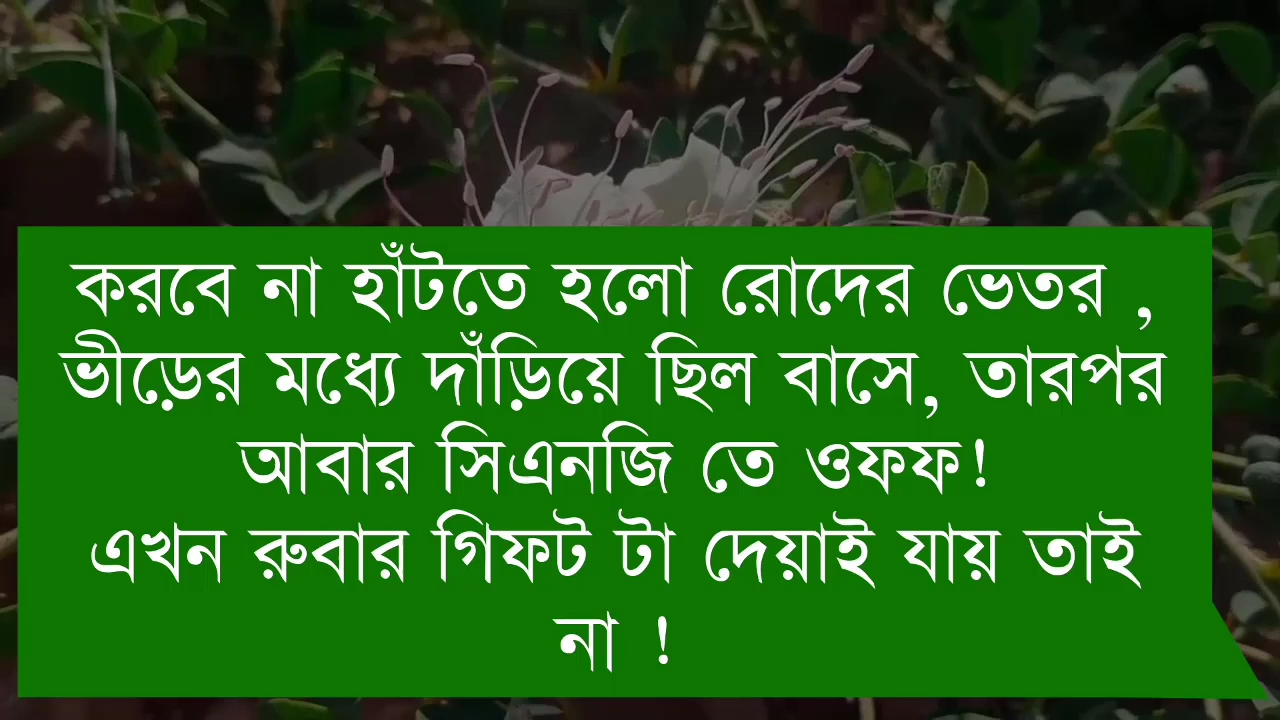 করবে না হাঁটতে হলো রোদের ভেতর ,
ভীড়ের মধ্যে দাঁড়িয়ে ছিল বাসে, তারপর
আবার সিএনজি তে ওফফ!
এখন রুবার গিফট টা দেয়াই যায় তাই
না !